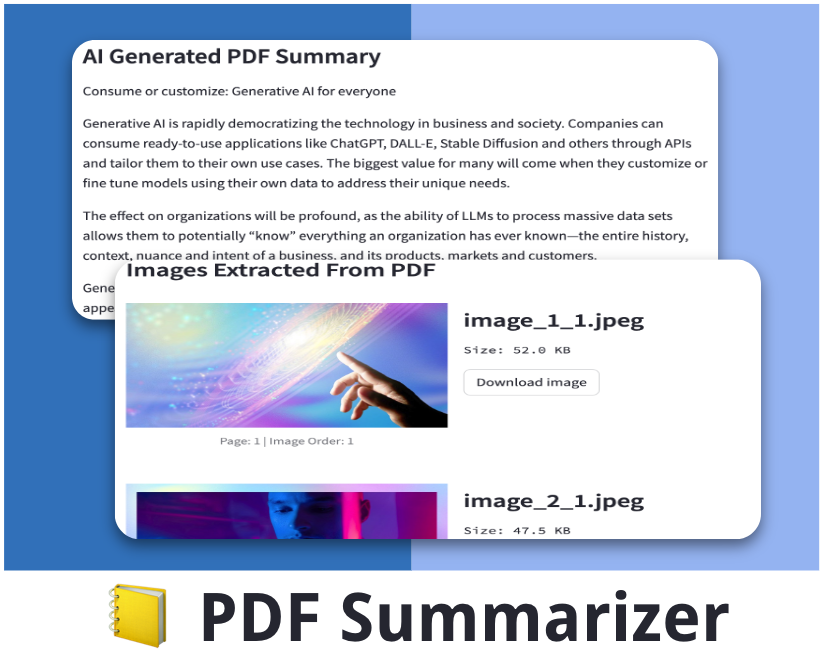 AI Generated PDF Summary
Consume or customize: Generative AI for everyone
Generative AI is rapidly democratizing the technology in business and society. Companies can
consume ready-to-use applications like ChatGPT, DALL-E, Stable Diffusion and others through APIs
and tailor them to their own use cases. The biggest value for many will come when they customize or
fine tune models using their own data to address their unique needs.
The effect on organizations will be profound, as the ability of LLMs to process massive data sets
allows them to potentially “know” everything an organization has ever known—the entire history,
context, nuance and intent of a business, and its products, markets and customers.
Gene
appe
Images Extracted From PDF
image_1_1.jpeg
Size: 52.0 KB
Download image
Page: 1 | Image Order: 1
image_2_1.jpeg
Size: 47.5 KB
PDF Summarizer